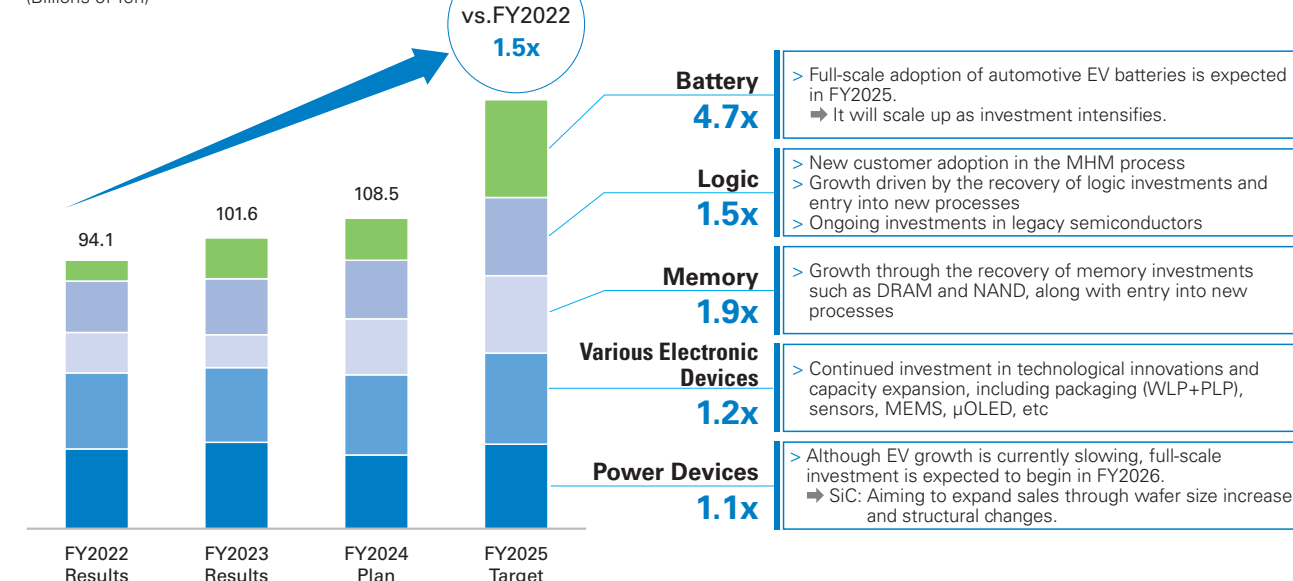 (Billions of Yen)
vs.FY2022
1.5x
94.1
101.6
108.5
FY2022
Results
FY2023
Results
FY2024
Plan
FY2025
Target
Battery
4.7x
> Full-scale adoption of automotive EV batteries is expected
in FY2025.
➡ It will scale up as investment intensifies.
Logic
1.5x
> New customer adoption in the MHM process
> Growth driven by the recovery of logic investments and
entry into new processes
> Ongoing investments in legacy semiconductors
Memory
1.9x
> Growth through the recovery of memory investments
such as DRAM and NAND, along with entry into new
processes
Various Electronic
Devices
1.2x
> Continued investment in technological innovations and
capacity expansion, including packaging (WLP+PLP),
sensors, MEMS, µOLED, etc
Power Devices
1.1x
> Although EV growth is currently slowing, full-scale
investment is expected to begin in FY2026.
➡ SiC: Aiming to expand sales through wafer size increase
and structural changes.